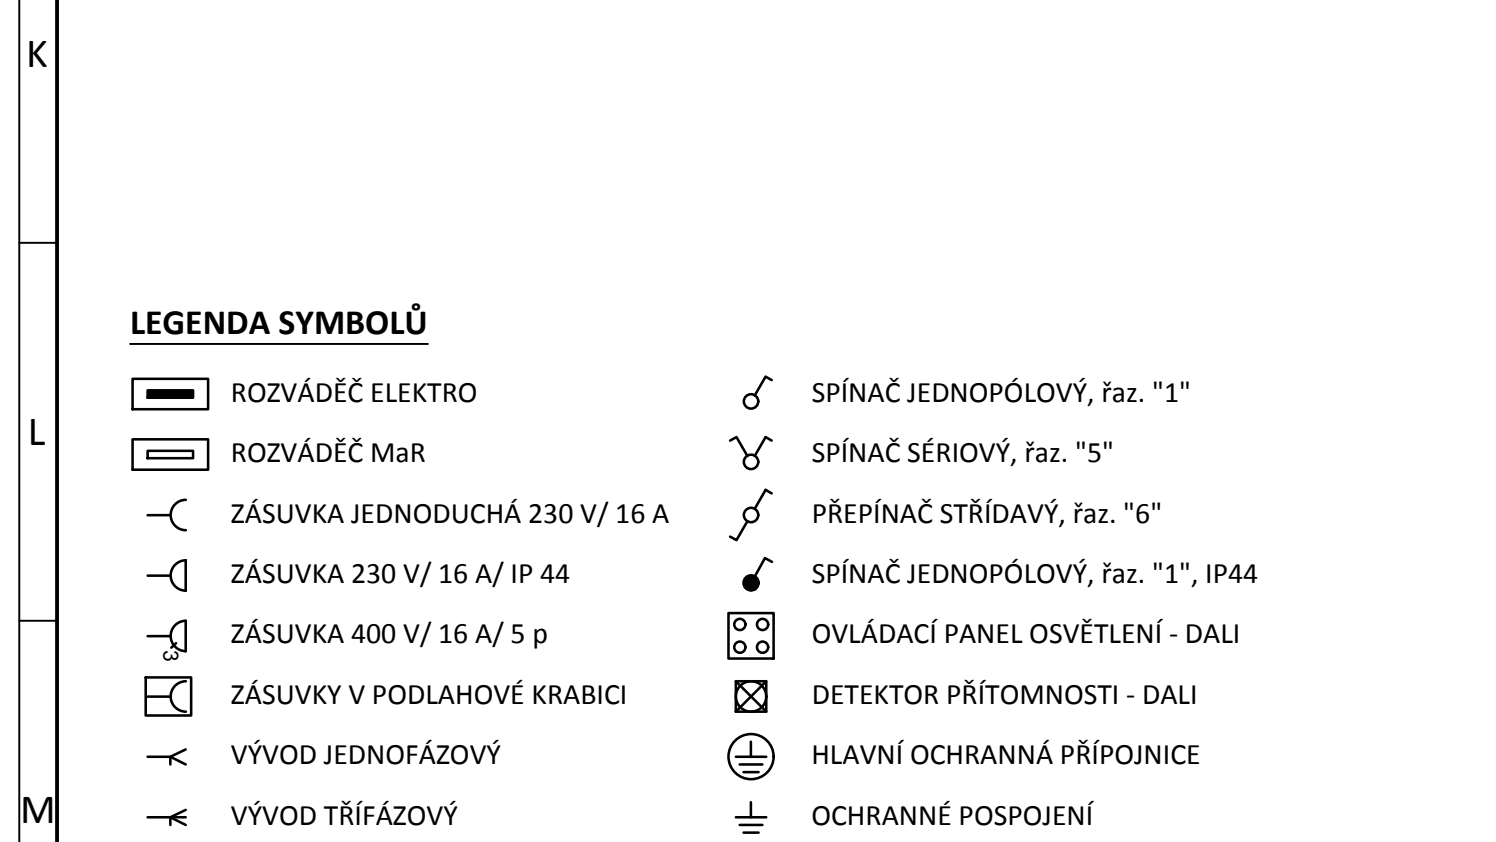 K
L
M
LEGENDA SYMBOLŮ
ROZVÁDĚČ ELEKTRO
ROZVÁDĚČ MaR
ZÁSUVKA JEDNODUCHÁ 230 V/ 16 A
ZÁSUVKA 230 V/ 16 A/ IP 44
3
ZÁSUVKA 400 V/ 16 A/ 5 p
ZÁSUVKY V PODLAHOVÉ KRABICI
VÝVOD JEDNOFÁZOVÝ
VÝVOD TŘÍFÁZOVÝ
SPÍNAČ JEDNOPÓLOVÝ, řaz. "1"
SPÍNAČ SÉRIOVÝ, řaz. "5"
PŘEPÍNAČ STŘÍDAVÝ, řaz. "6"
SPÍNAČ JEDNOPÓLOVÝ, řaz. "1", IP44
OVLÁDACÍ PANEL OSVĚTLENÍ - DALI
DETEKTOR PŘÍTOMNOSTI - DALI
HLAVNÍ OCHRANNÁ PŘÍPOJNICE
OCHRANNÉ POSPOJENÍ